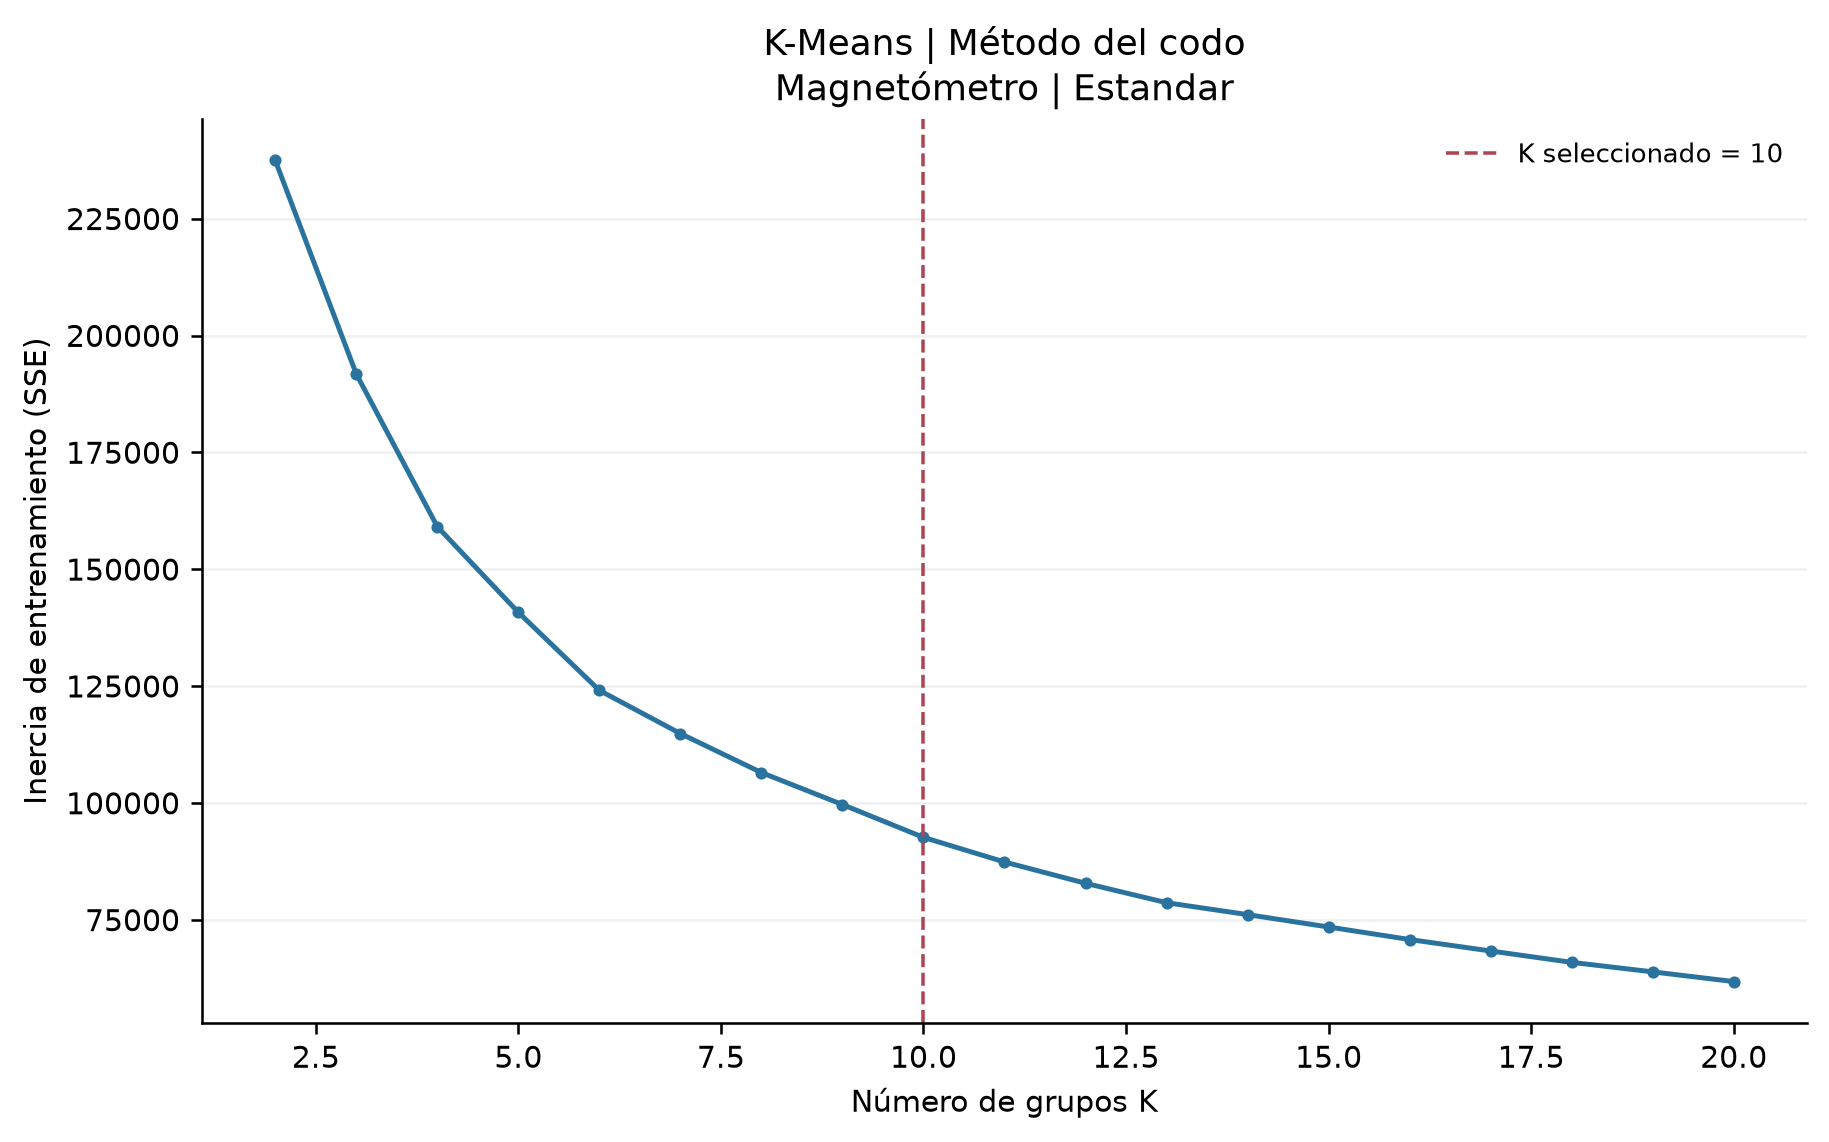 K-Means | Método del codo
Magnetómetro | Estandar
K seleccionado = 10
Inercia de entrenamiento (SSE)
225000
200000
175000
150000
125000
100000
75000
2.5 5.0 7.5 10.0 12.5 15.0 17.5 20.0
Número de grupos K